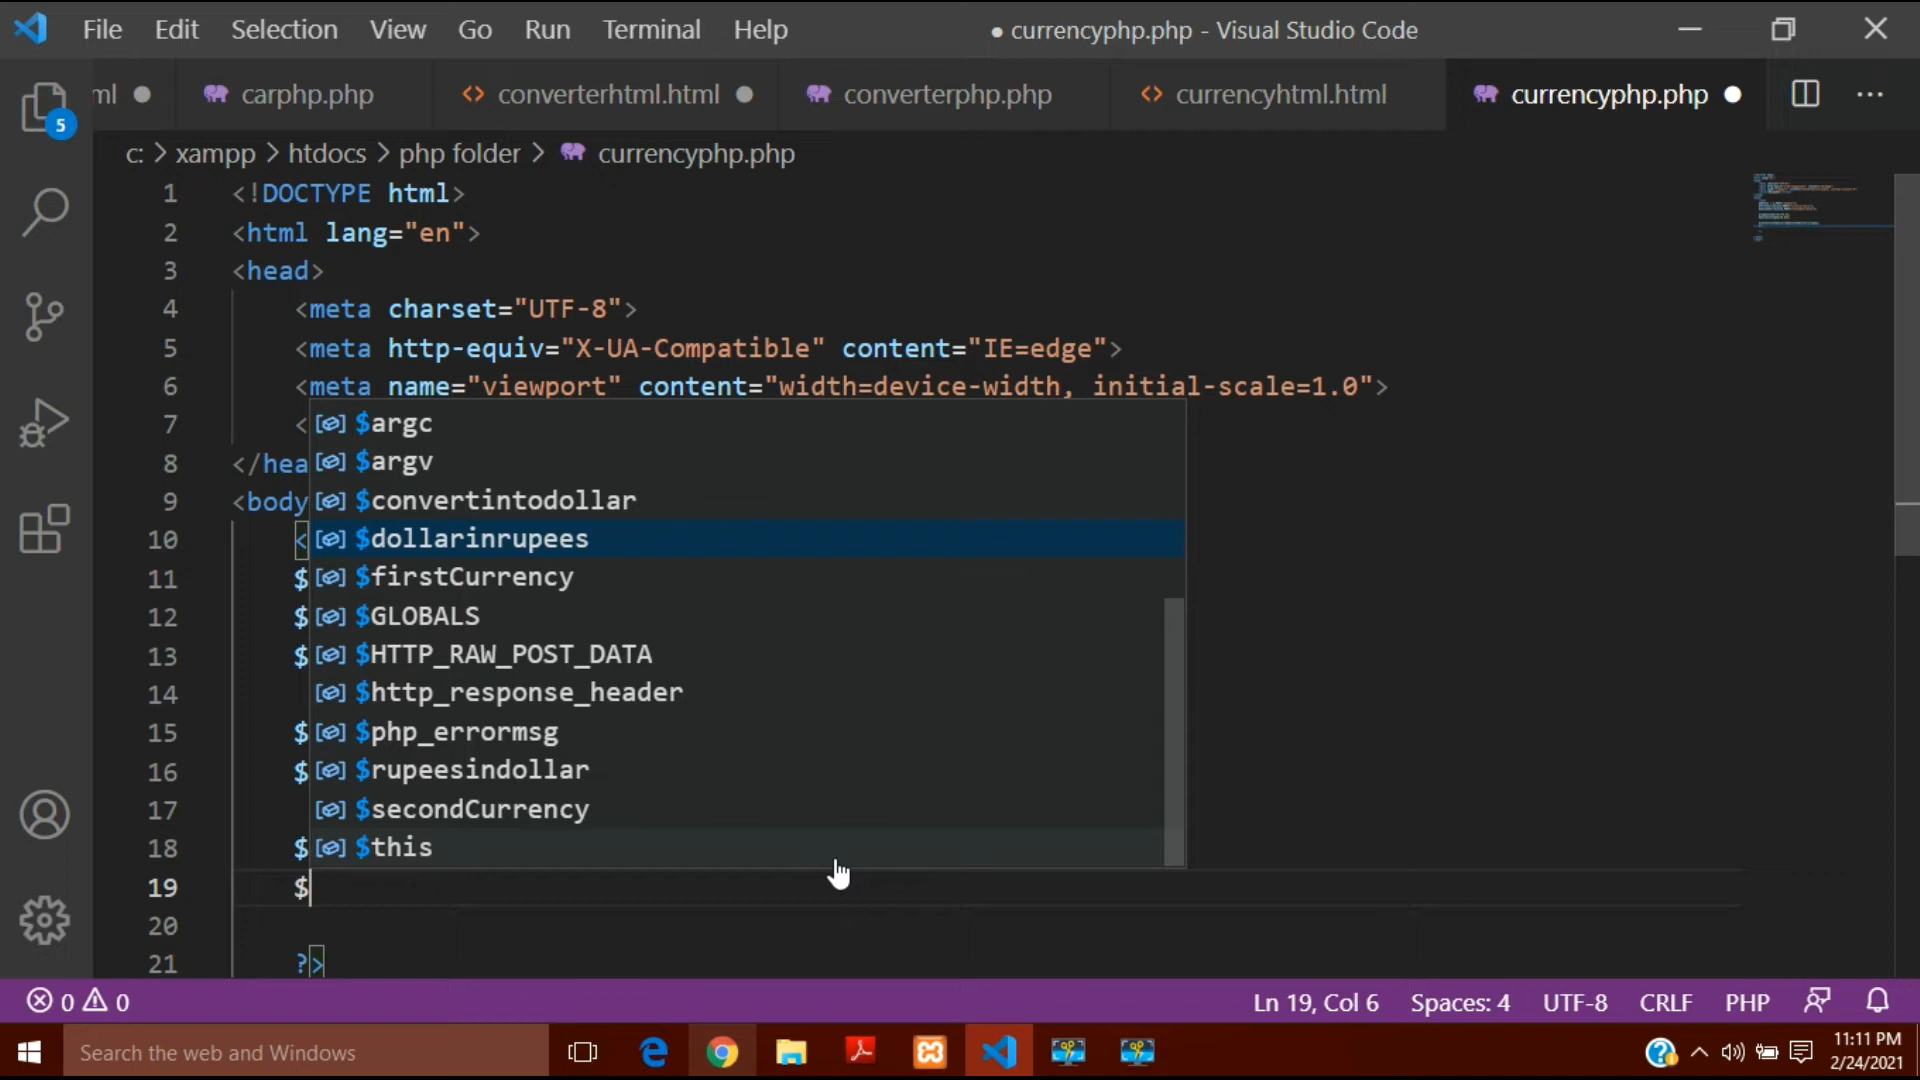 File Edit Selection View Go Run Terminal Help ● currencyphp.php - Visual Studio Code
ml ● carphp.php <> converterhtml.html ● converterphp.php <> currencyhtml.html currencyphp.php ● ···
5
c: > xampp > htdocs > php folder > currencyphp.php
1 <!DOCTYPE html>
2 <html lang="en">
3 <head>
4 <meta charset="UTF-8">
5 <meta http-equiv="X-UA-Compatible" content="IE=edge">
6 <meta name="viewport" content="width=device-width, initial-scale=1.0">
7 < $argc
8 </hea $argv
9 <body $convertintodollar
10 < $dollarinrupees
11 $ $firstCurrency
12 $ $GLOBALS
13 $ $HTTP_RAW_POST_DATA
14 $http_response_header
15 $ $php_errormsg
16 $ $rupeesindollar
17 $secondCurrency
18 $ $this
19 $
20
21 ?>
0 0 Ln 19, Col 6 Spaces: 4 UTF-8 CRLF PHP
Search the web and Windows 11:11 PM
2/24/2021